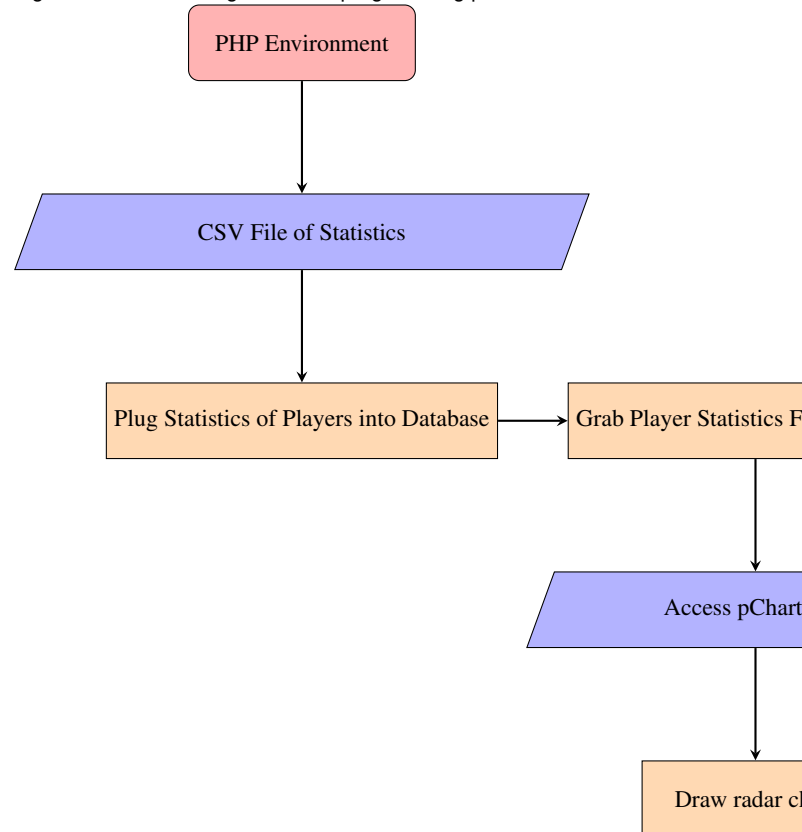 PHP Environment
CSV File of Statistics
Plug Statistics of Players into Database
Grab Player Statistics
Access pChart
Draw radar